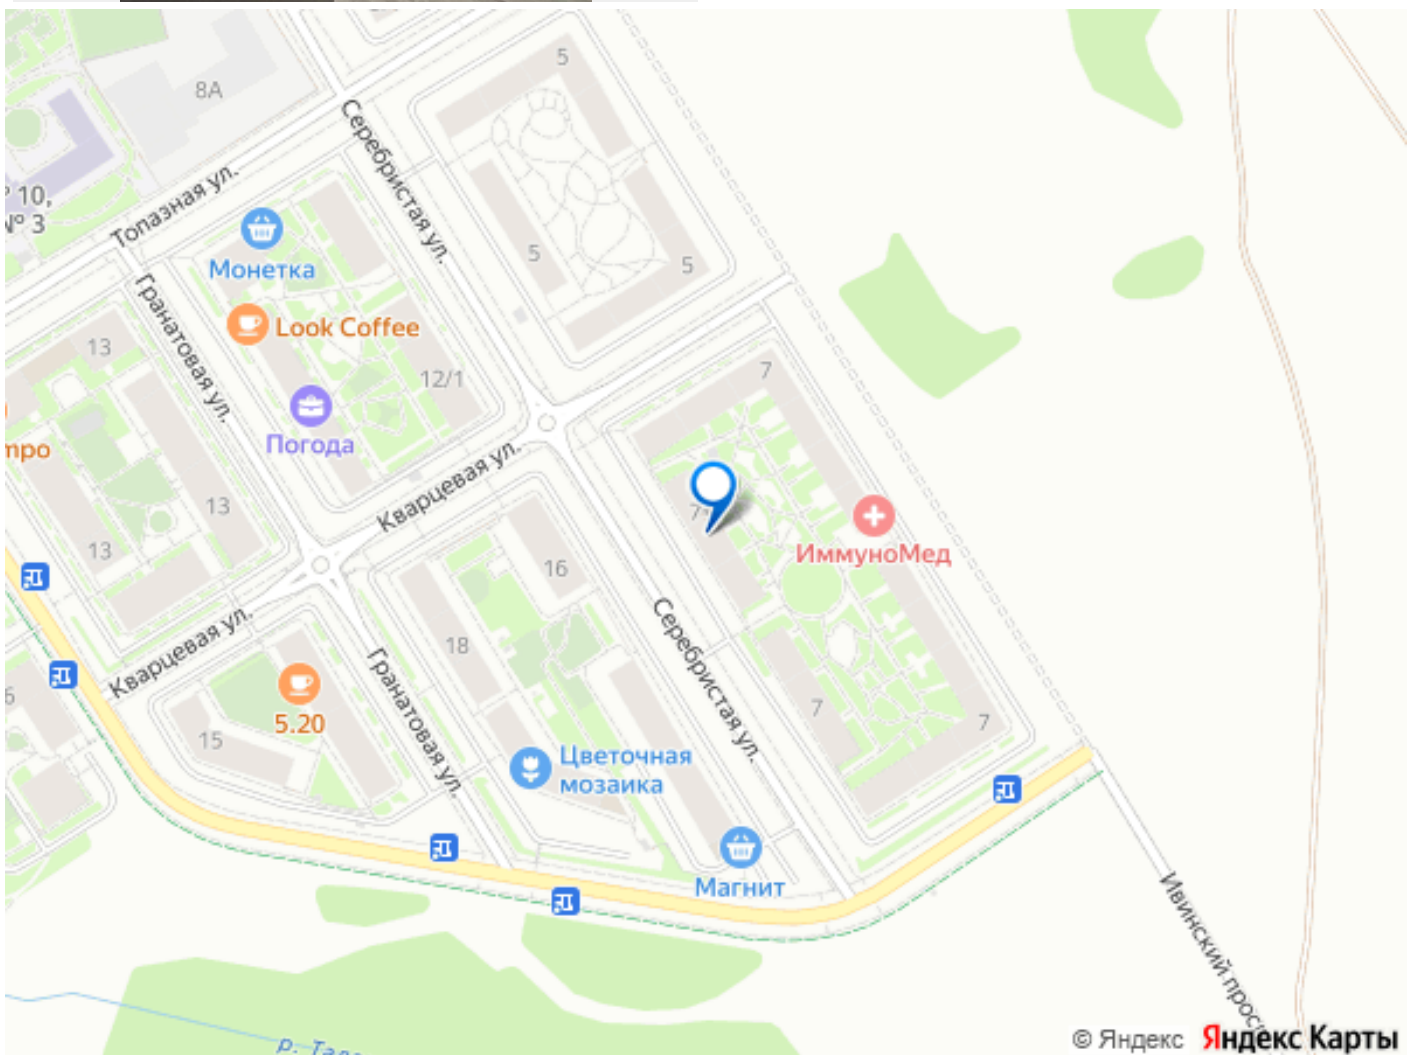 8А
5
Серебристая ул.
Топазная ул.
10,
№ 3
Монетка
5
5
Гранатовая ул.
Look Coffee
13
12/1
7
Погода
Кварцевая ул.
13
7
ИммуноМед
13
16
Серебристая ул.
Кварцевая ул.
18
Гранатовая ул.
5.20
15
7
7
Цветочная
мозаика
Магнит
Ивинский
© Яндекс Яндекс Карты